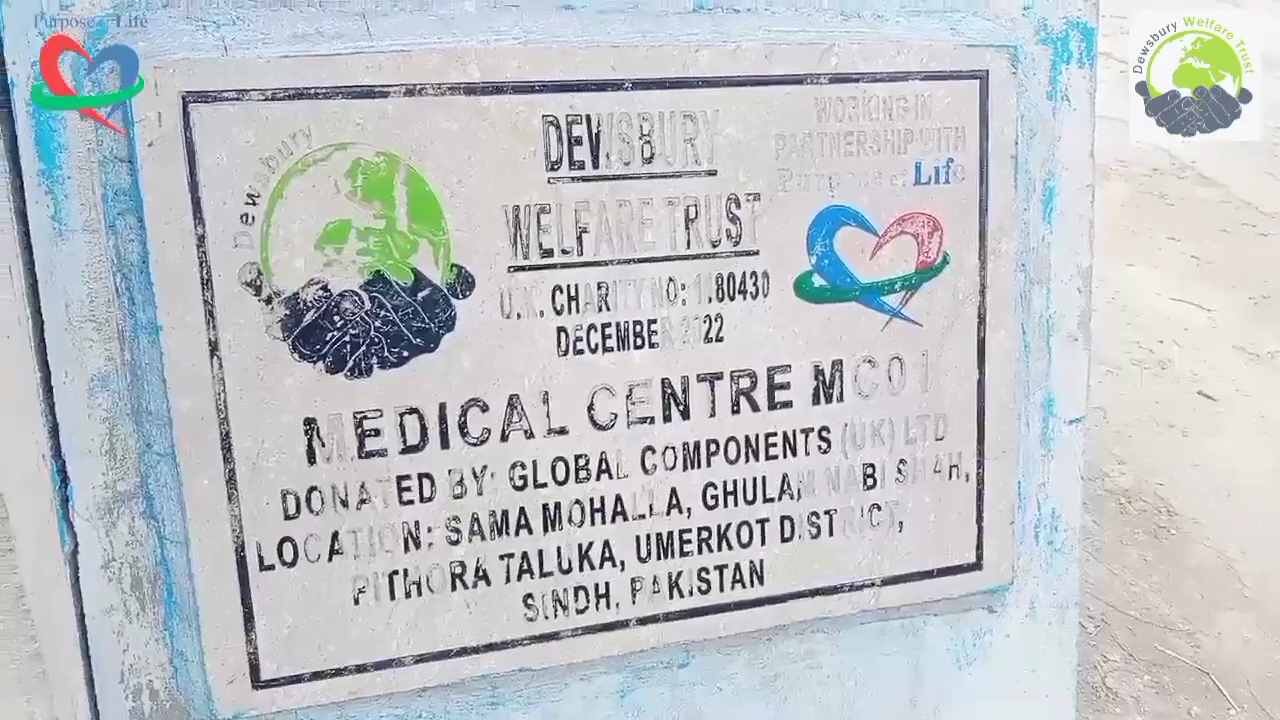 Purpose of Life
Dewsbury Welfare Trust
Dewsbury
DEWSBURY
WELFARE TRUST
U.K. CHARITY NO: 1180430
DECEMBER 2022
WORKING IN
PARTNERSHIP WITH
Purpose of Life
MEDICAL CENTRE MC01
DONATED BY: GLOBAL COMPONENTS (UK) LTD
LOCATION: SAMA MOHALLA, GHULAM NABI SHAH,
PITHORA TALUKA, UMERKOT DISTRICT,
SINDH, PAKISTAN